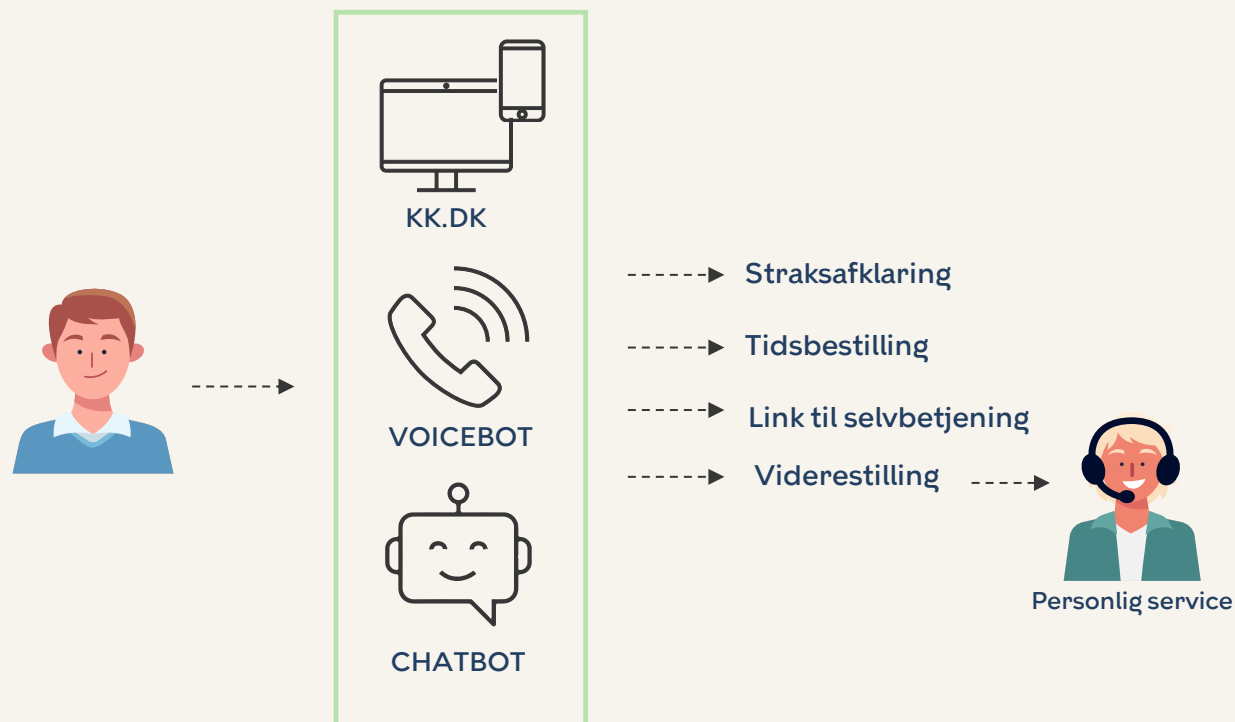 KK.DK
VOICEBOT
CHATBOT
Straksafklaring
Tidsbestilling
Link til selvbetjening
Viderestilling
Personlig service